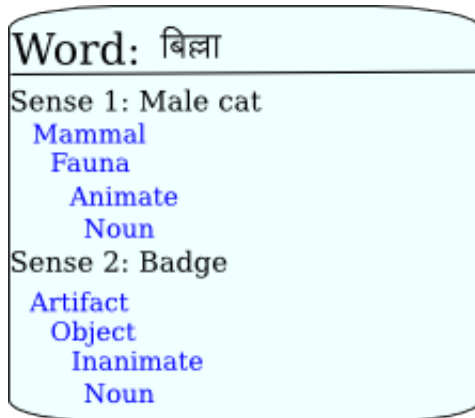 Word: बिल्ला
Sense 1: Male cat
Mammal
Fauna
Animate
Noun
Sense 2: Badge
Artifact
Object
Inanimate
Noun